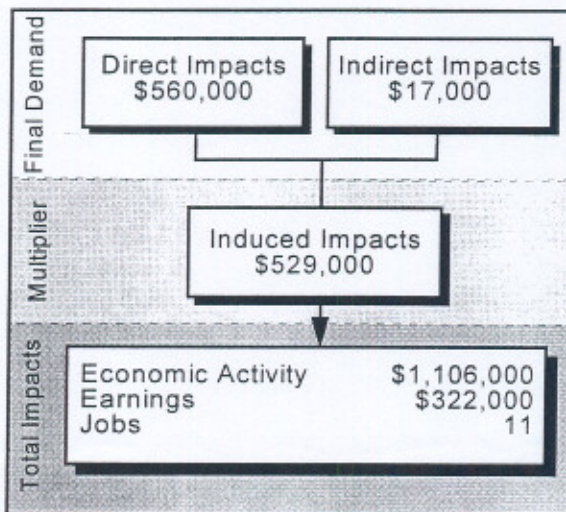 Final Demand
Direct Impacts
$560,000
Indirect Impacts
$17,000
Multiplier
Induced Impacts
$529,000
Total Impacts
Economic Activity $1,106,000
Earnings $322,000
Jobs 11